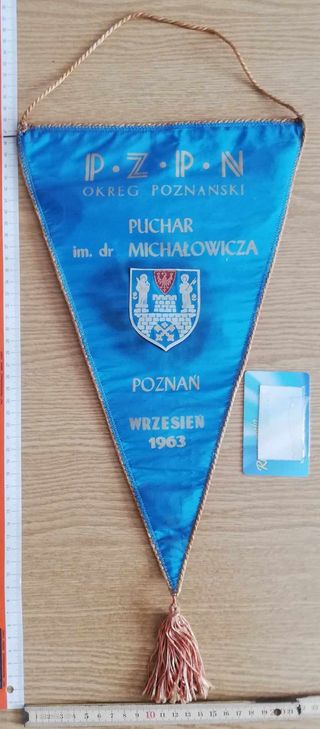 P·Z·P·N
OKRĘG POZNAŃSKI
PUCHAR
im. dr MICHAŁOWICZA
POZNAŃ
WRZESIEŃ
1963